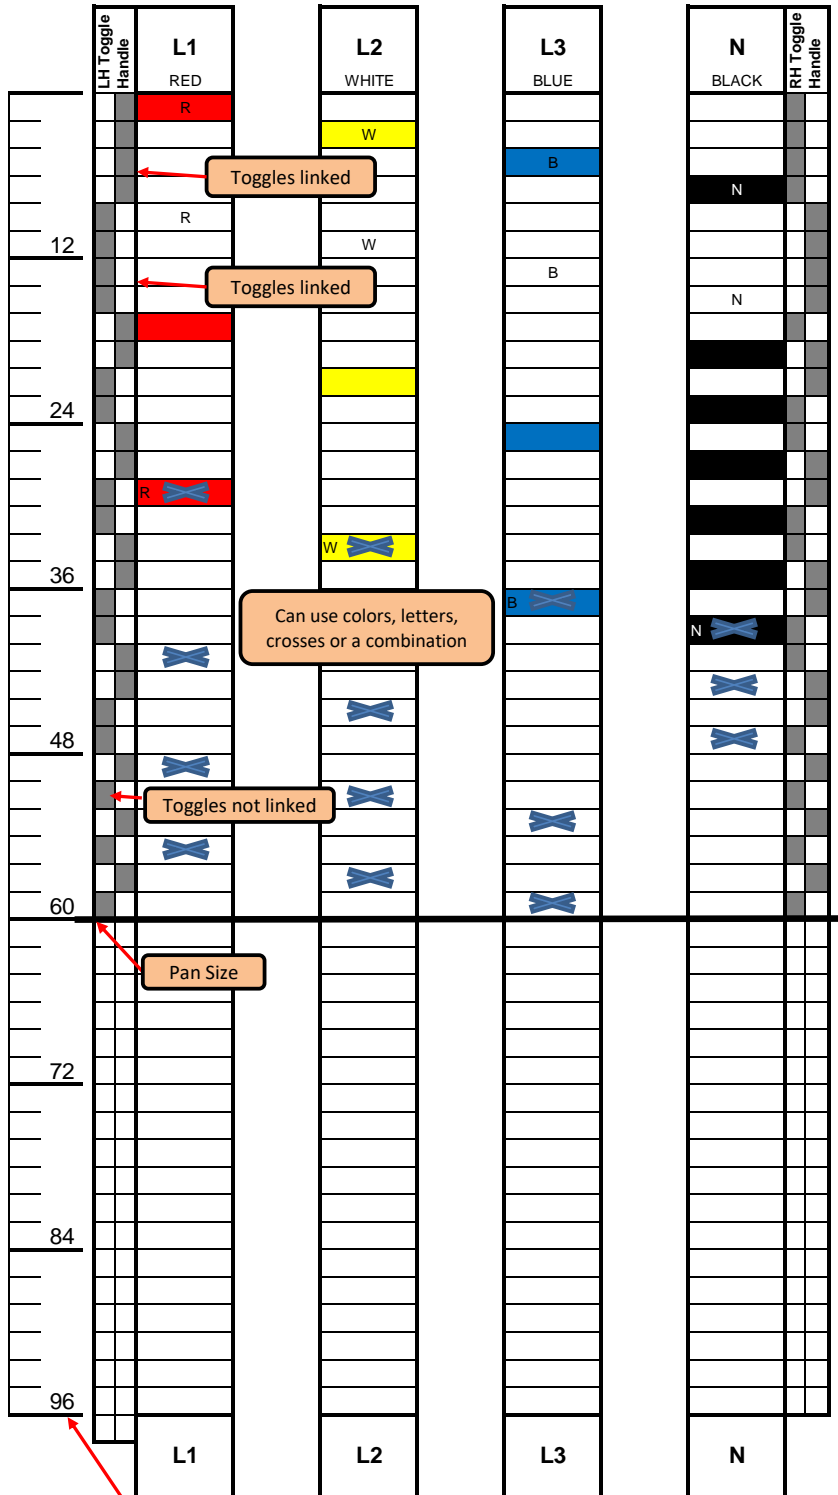 LH Toggle
Handle
L1
RED
L2
WHITE
L3
BLUE
N
BLACK
RH Toggle
Handle
R
W
B
Toggles linked
N
R
12
W
B
Toggles linked
N
24
R
W
36
Can use colors, letters,
crosses or a combination
B
N
48
Toggles not linked
60
Pan Size
72
84
96
L1
L2
L3
N